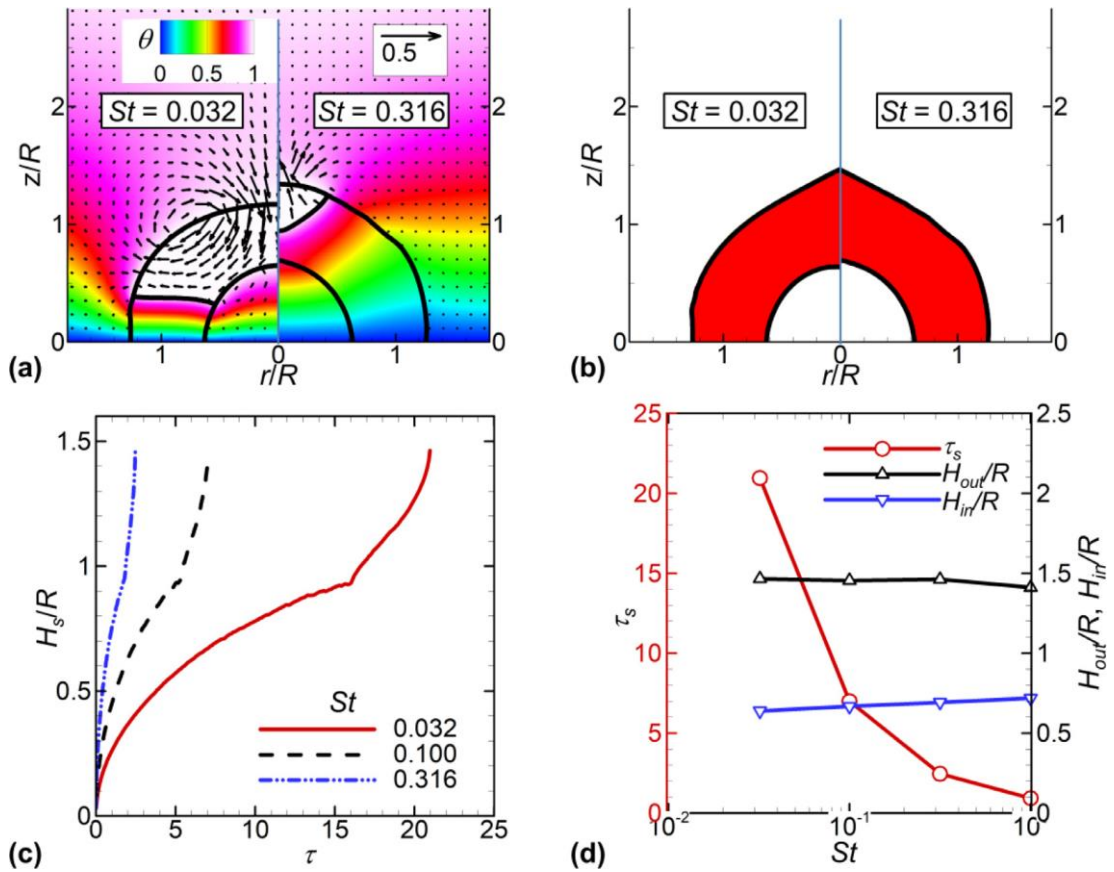 θ
0 0.5 1
0.5
St = 0.032
St = 0.316
z/R
2
1
0
2
1
0
1 0 1
r/R
(a)
St = 0.032
St = 0.316
z/R
2
1
0
2
1
0
1 0 1
r/R
(b)
H_s/R
1.5
1
0.5
0
St
0.032
0.100
0.316
0 5 10 15 20 25
τ
(c)
τ_s
25
20
15
10
5
0
τ_s
H_out/R
H_in/R
2.5
2
1.5
1
0.5
0
H_out/R, H_in/R
10^-2 10^-1 10^0
St
(d)